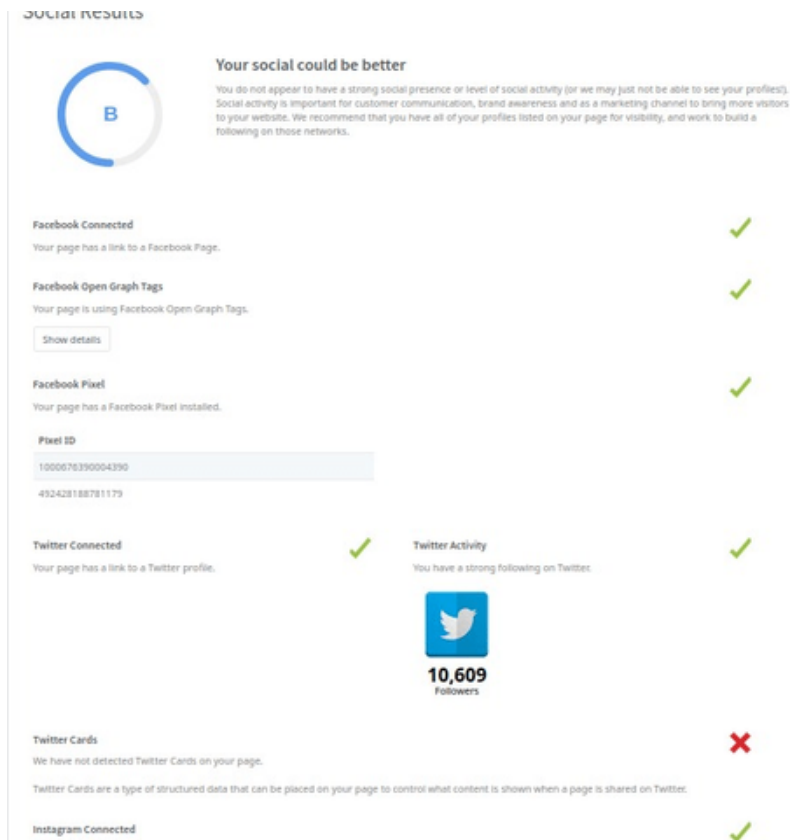 Social Results
Your social could be better
B
You do not appear to have a strong social presence or level of social activity (or we may just not be able to see your profiles!).
Social activity is important for customer communication, brand awareness and as a marketing channel to bring more visitors
to your website. We recommend that you have all of your profiles listed on your page for visibility, and work to build a
following on those networks.
Facebook Connected
Your page has a link to a Facebook Page.
Facebook Open Graph Tags
Your page is using Facebook Open Graph Tags.
Show details
Facebook Pixel
Your page has a Facebook Pixel installed.
Pixel ID
1000676390004390
492428188781179
Twitter Connected
Your page has a link to a Twitter profile.
Twitter Activity
You have a strong following on Twitter.
10,609
Followers
Twitter Cards
We have not detected Twitter Cards on your page.
Twitter Cards are a type of structured data that can be placed on your page to control what content is shown when a page is shared on Twitter.
Instagram Connected